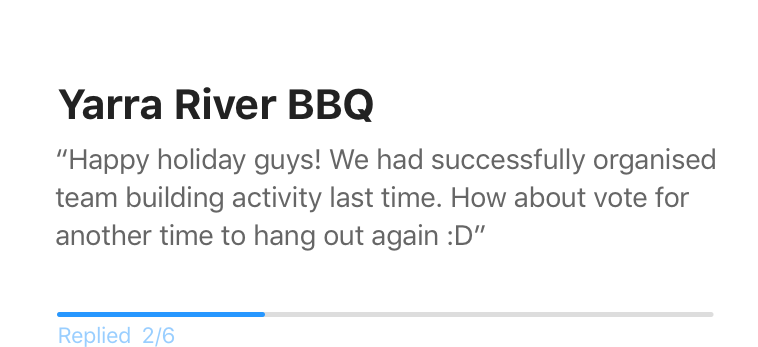 Yarra River BBQ
“Happy holiday guys! We had successfully organised
team building activity last time. How about vote for
another time to hang out again :D”
Replied 2/6